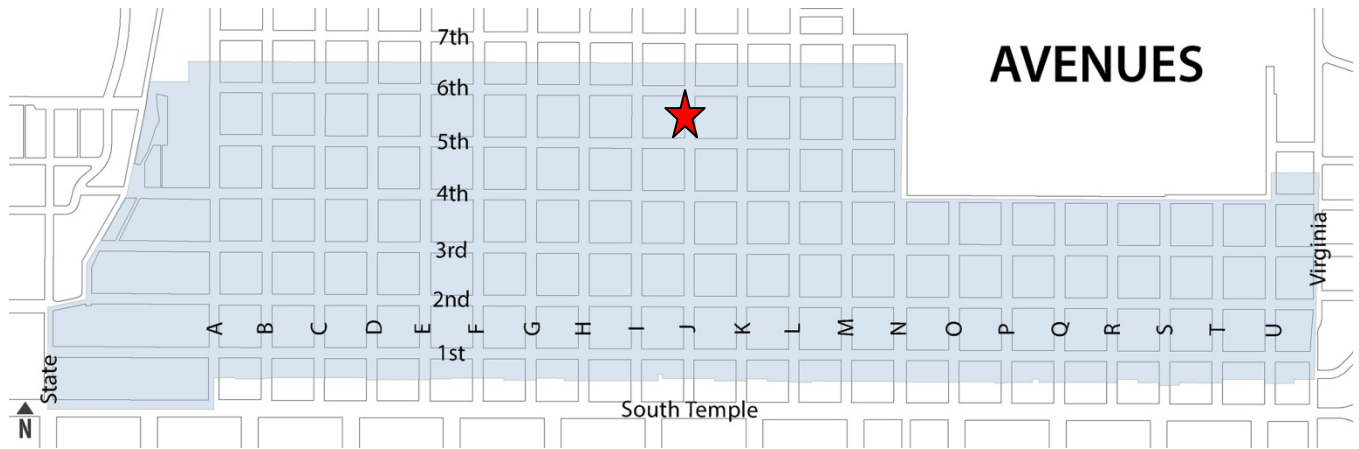 7th
AVENUES
6th
5th
4th
3rd
Virginia
2nd
A B C D E F G H I J K L M N O P Q R S T U
1st
State
South Temple
N